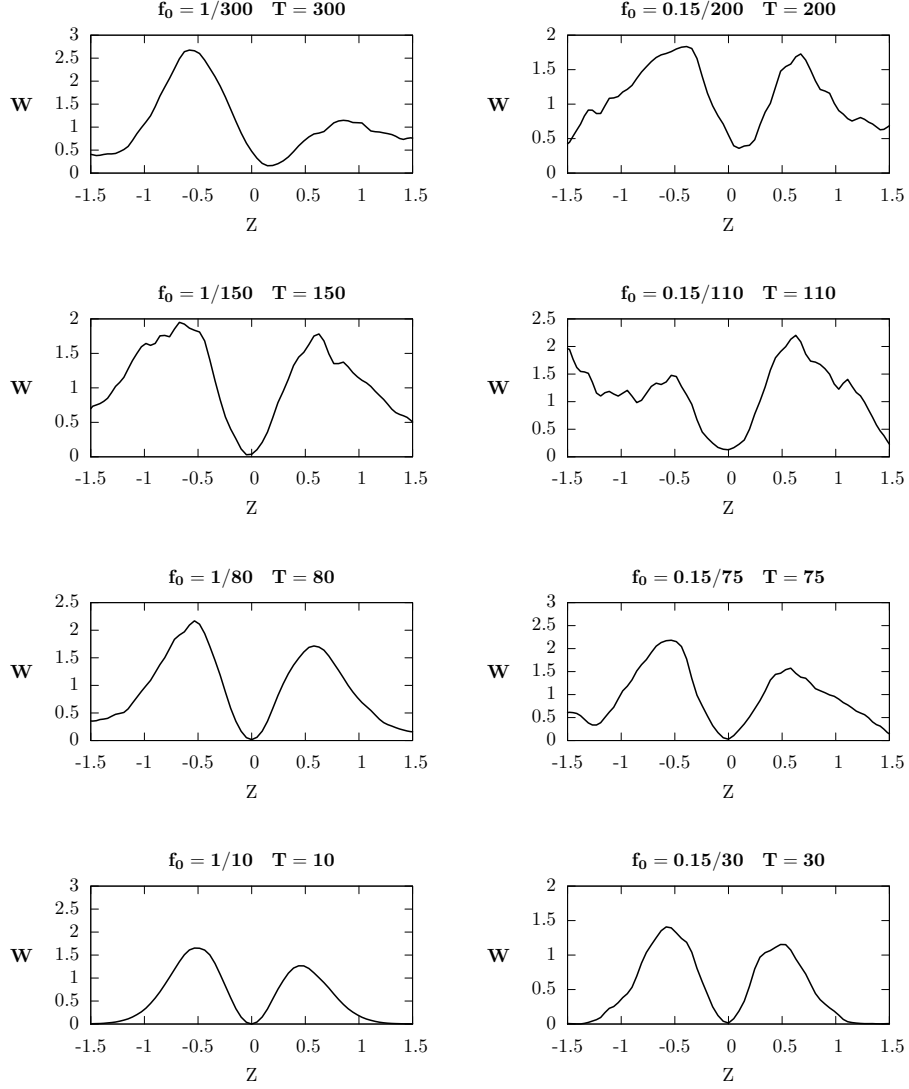 f₀ = 1/300 T = 300
3
2.5
2
W 1.5
1
0.5
0
-1.5 -1 -0.5 0 0.5 1 1.5
Z
f₀ = 0.15/200 T = 200
2
1.5
W 1
0.5
0
-1.5 -1 -0.5 0 0.5 1 1.5
Z
f₀ = 1/150 T = 150
2
1.5
W 1
0.5
0
-1.5 -1 -0.5 0 0.5 1 1.5
Z
f₀ = 0.15/110 T = 110
2.5
2
1.5
W
1
0.5
0
-1.5 -1 -0.5 0 0.5 1 1.5
Z
f₀ = 1/80 T = 80
2.5
2
1.5
W
1
0.5
0
-1.5 -1 -0.5 0 0.5 1 1.5
Z
f₀ = 0.15/75 T = 75
3
2.5
2
W 1.5
1
0.5
0
-1.5 -1 -0.5 0 0.5 1 1.5
Z
f₀ = 1/10 T = 10
3
2.5
2
W 1.5
1
0.5
0
-1.5 -1 -0.5 0 0.5 1 1.5
Z
f₀ = 0.15/30 T = 30
2
1.5
W 1
0.5
0
-1.5 -1 -0.5 0 0.5 1 1.5
Z